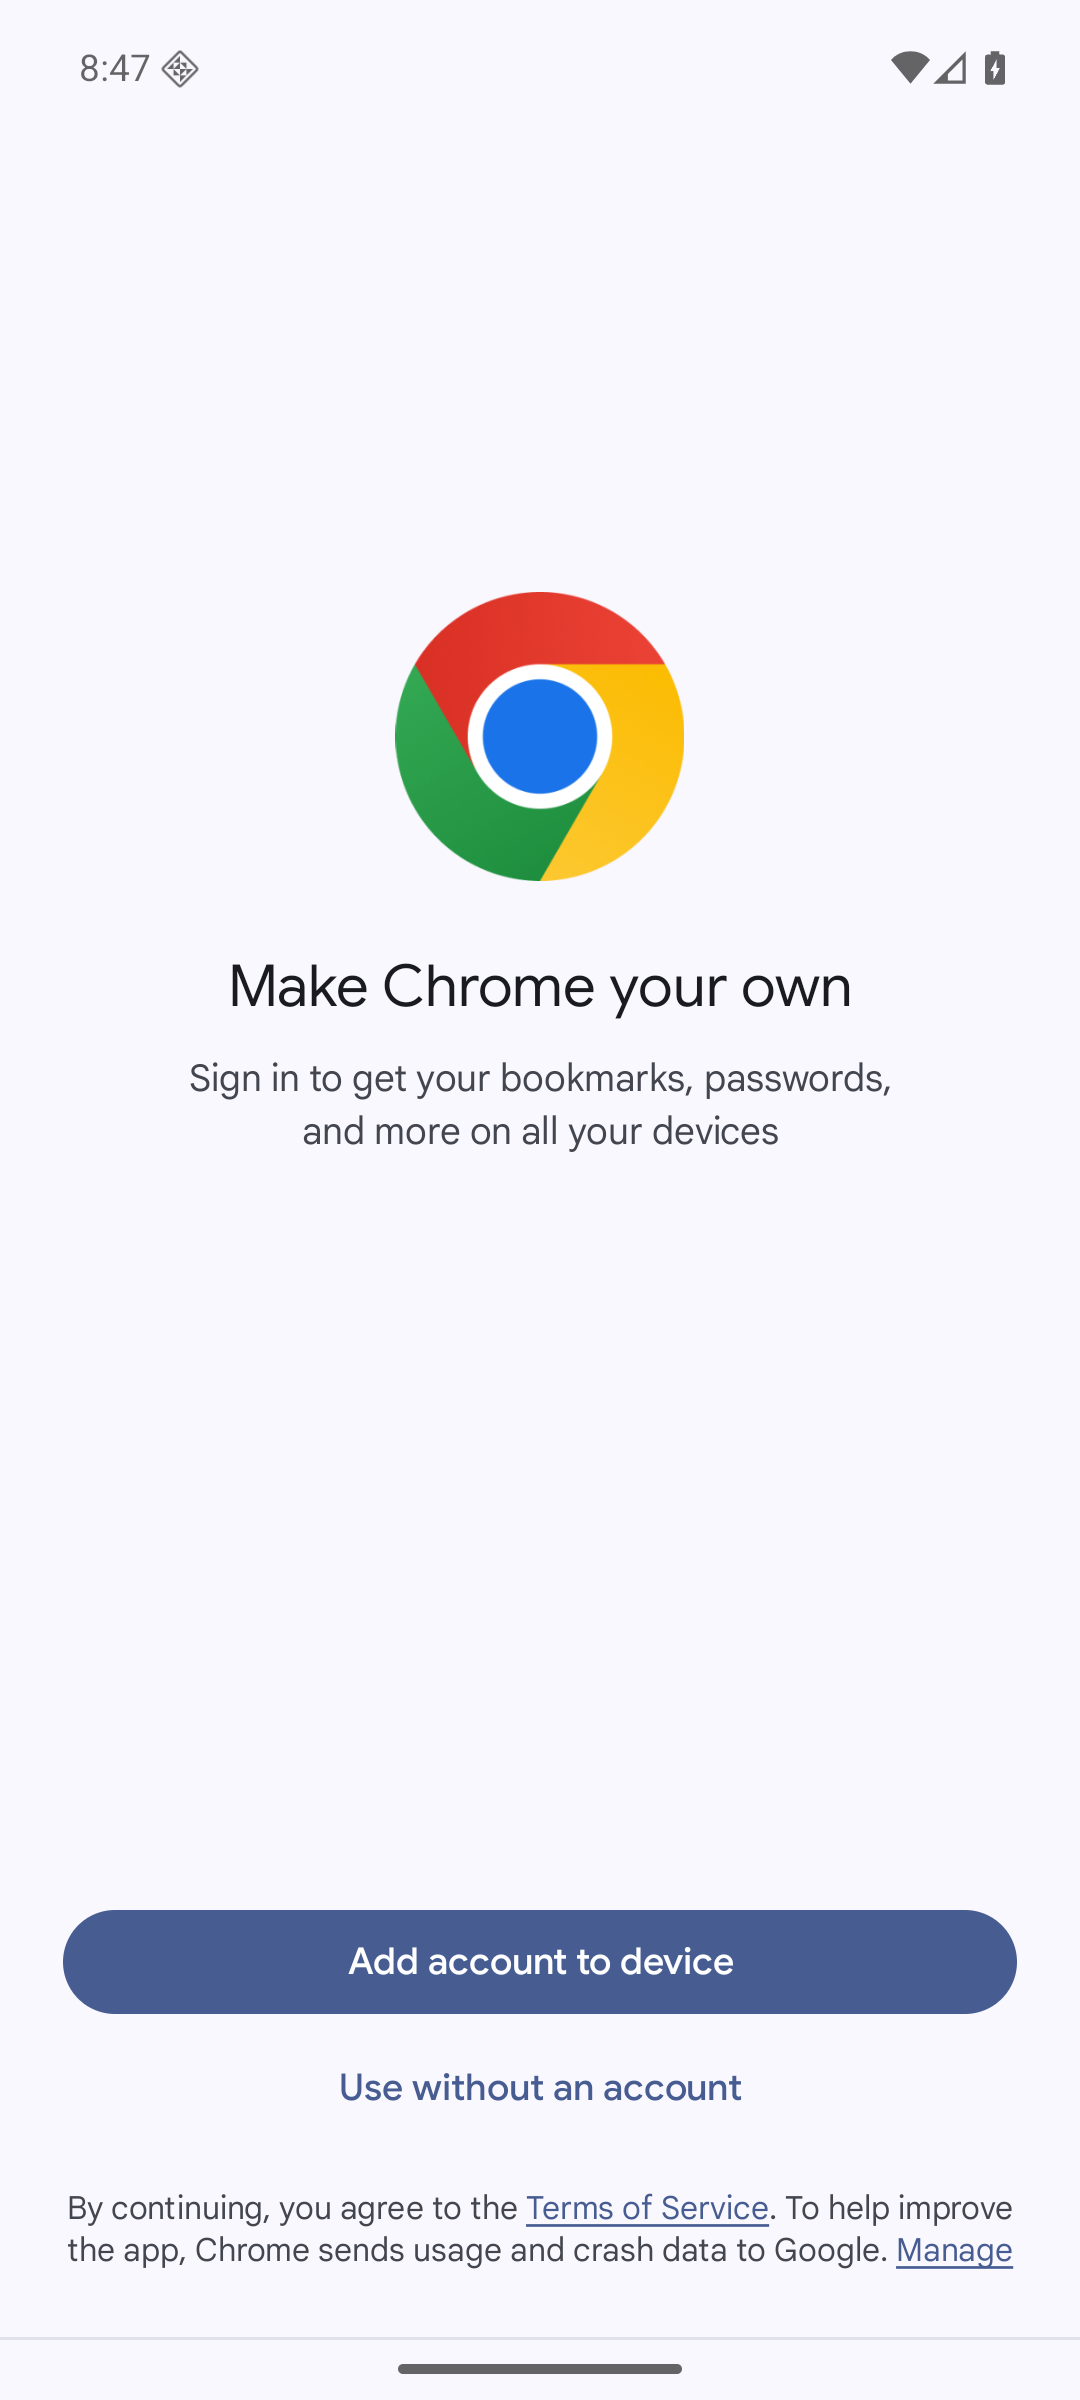 8:47
Make Chrome your own
Sign in to get your bookmarks, passwords,
and more on all your devices
Add account to device
Use without an account
By continuing, you agree to the Terms of Service. To help improve
the app, Chrome sends usage and crash data to Google. Manage